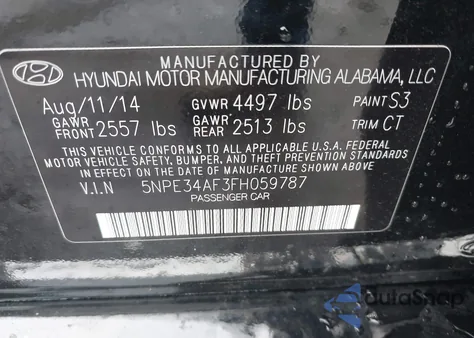 MANUFACTURED BY
HYUNDAI MOTOR MANUFACTURING ALABAMA, LLC
Aug/11/14 GVWR 4497 lbs PAINT S3
GAWR FRONT 2557 lbs GAWR REAR 2513 lbs TRIM CT
THIS VEHICLE CONFORMS TO ALL APPLICABLE U.S.A. FEDERAL
MOTOR VEHICLE SAFETY, BUMPER, AND THEFT PREVENTION STANDARDS
IN EFFECT ON THE DATE OF MANUFACTURE SHOWN ABOVE
V.I.N 5NPE34AF3FH059787
PASSENGER CAR
AutoSnap